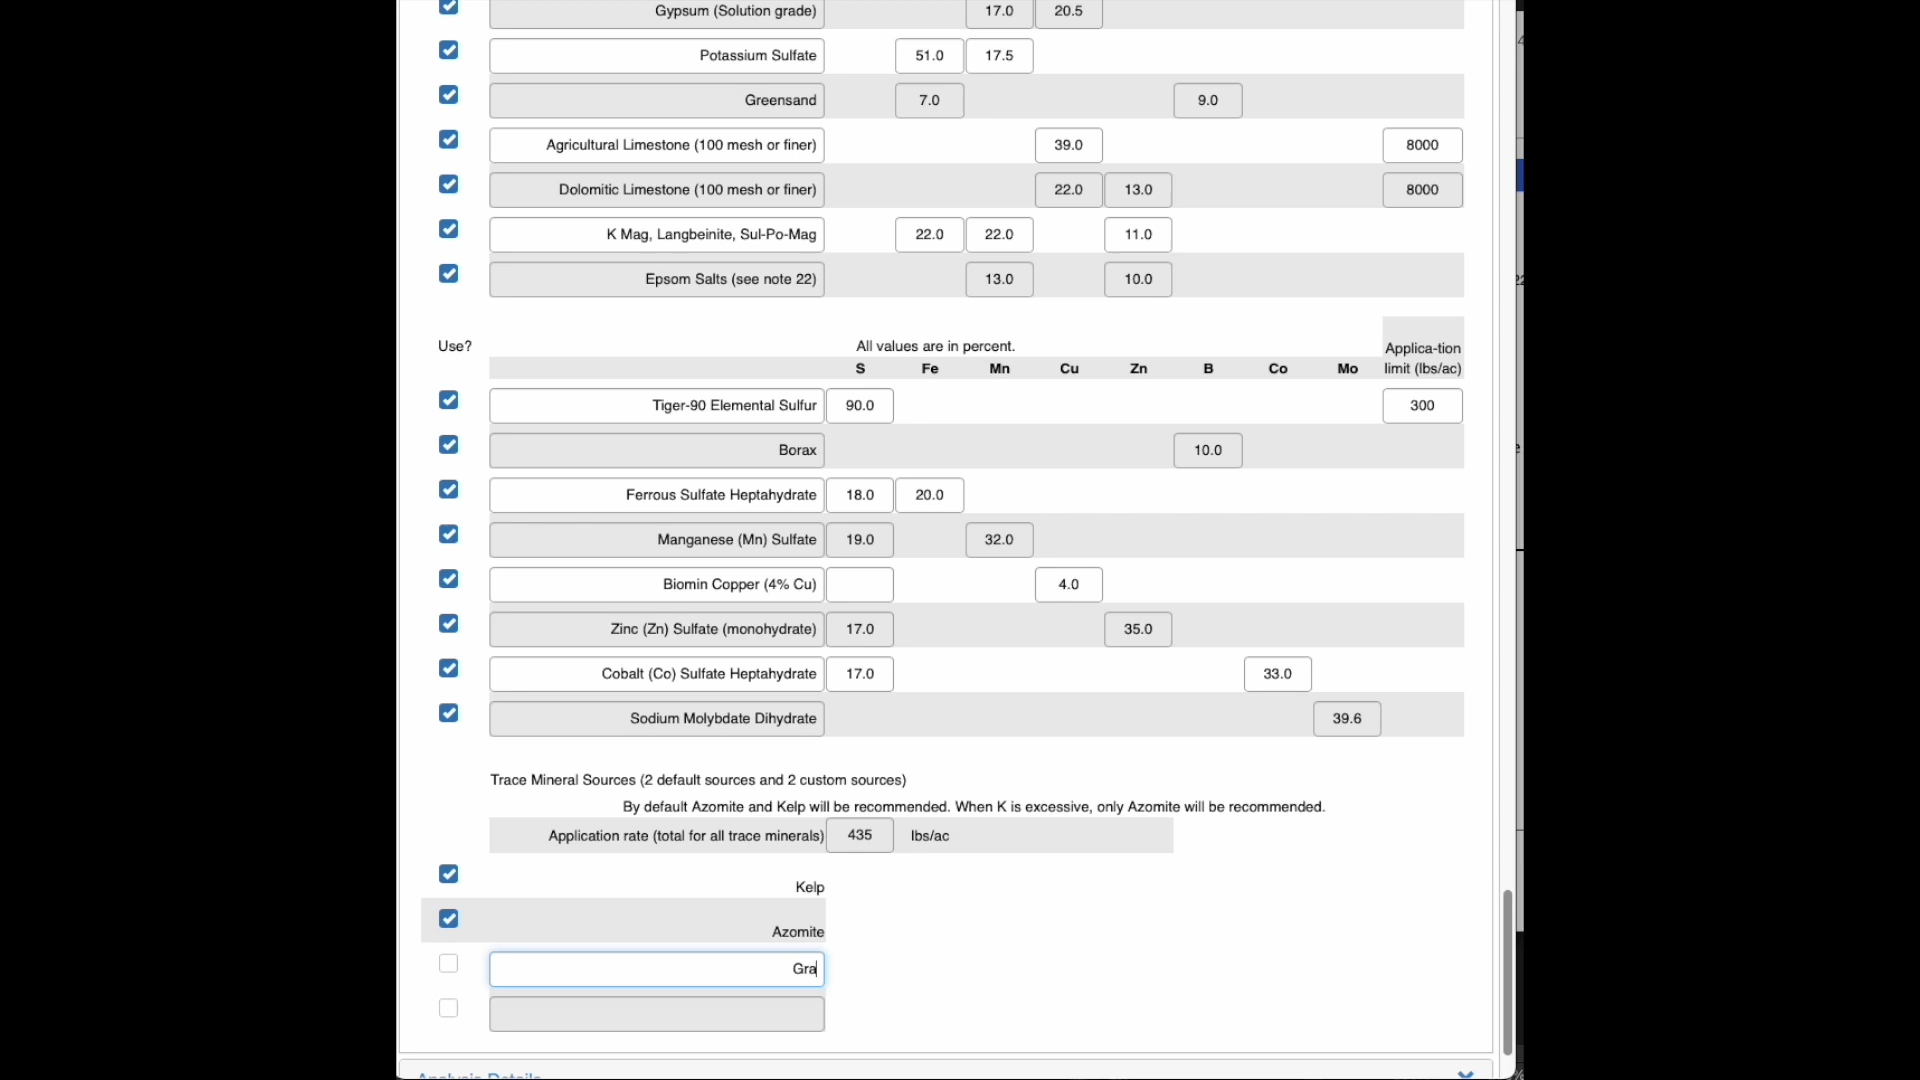 Gypsum (Solution grade) 17.0 20.5
Potassium Sulfate 51.0 17.5
Greensand 7.0 9.0
Agricultural Limestone (100 mesh or finer) 39.0 8000
Dolomitic Limestone (100 mesh or finer) 22.0 13.0 8000
K Mag, Langbeinite, Sul-Po-Mag 22.0 22.0 11.0
Epsom Salts (see note 22) 13.0 10.0
Use? All values are in percent. Applica-tion
S Fe Mn Cu Zn B Co Mo limit (lbs/ac)
Tiger-90 Elemental Sulfur 90.0 300
Borax 10.0
Ferrous Sulfate Heptahydrate 18.0 20.0
Manganese (Mn) Sulfate 19.0 32.0
Biomin Copper (4% Cu) 4.0
Zinc (Zn) Sulfate (monohydrate) 17.0 35.0
Cobalt (Co) Sulfate Heptahydrate 17.0 33.0
Sodium Molybdate Dihydrate 39.6
Trace Mineral Sources (2 default sources and 2 custom sources)
By default Azomite and Kelp will be recommended. When K is excessive, only Azomite will be recommended.
Application rate (total for all trace minerals) 435 lbs/ac
Kelp
Azomite
Gra
Analysis Details